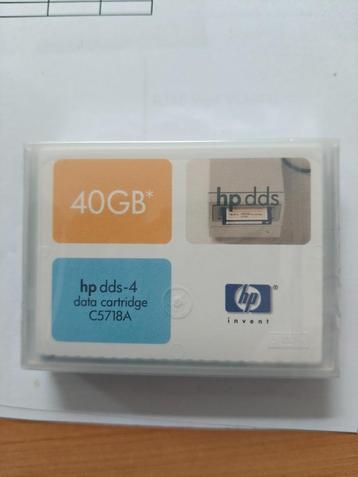 40GB*
hp dds
hp dds-4
data cartridge
C5718A
hp
invent